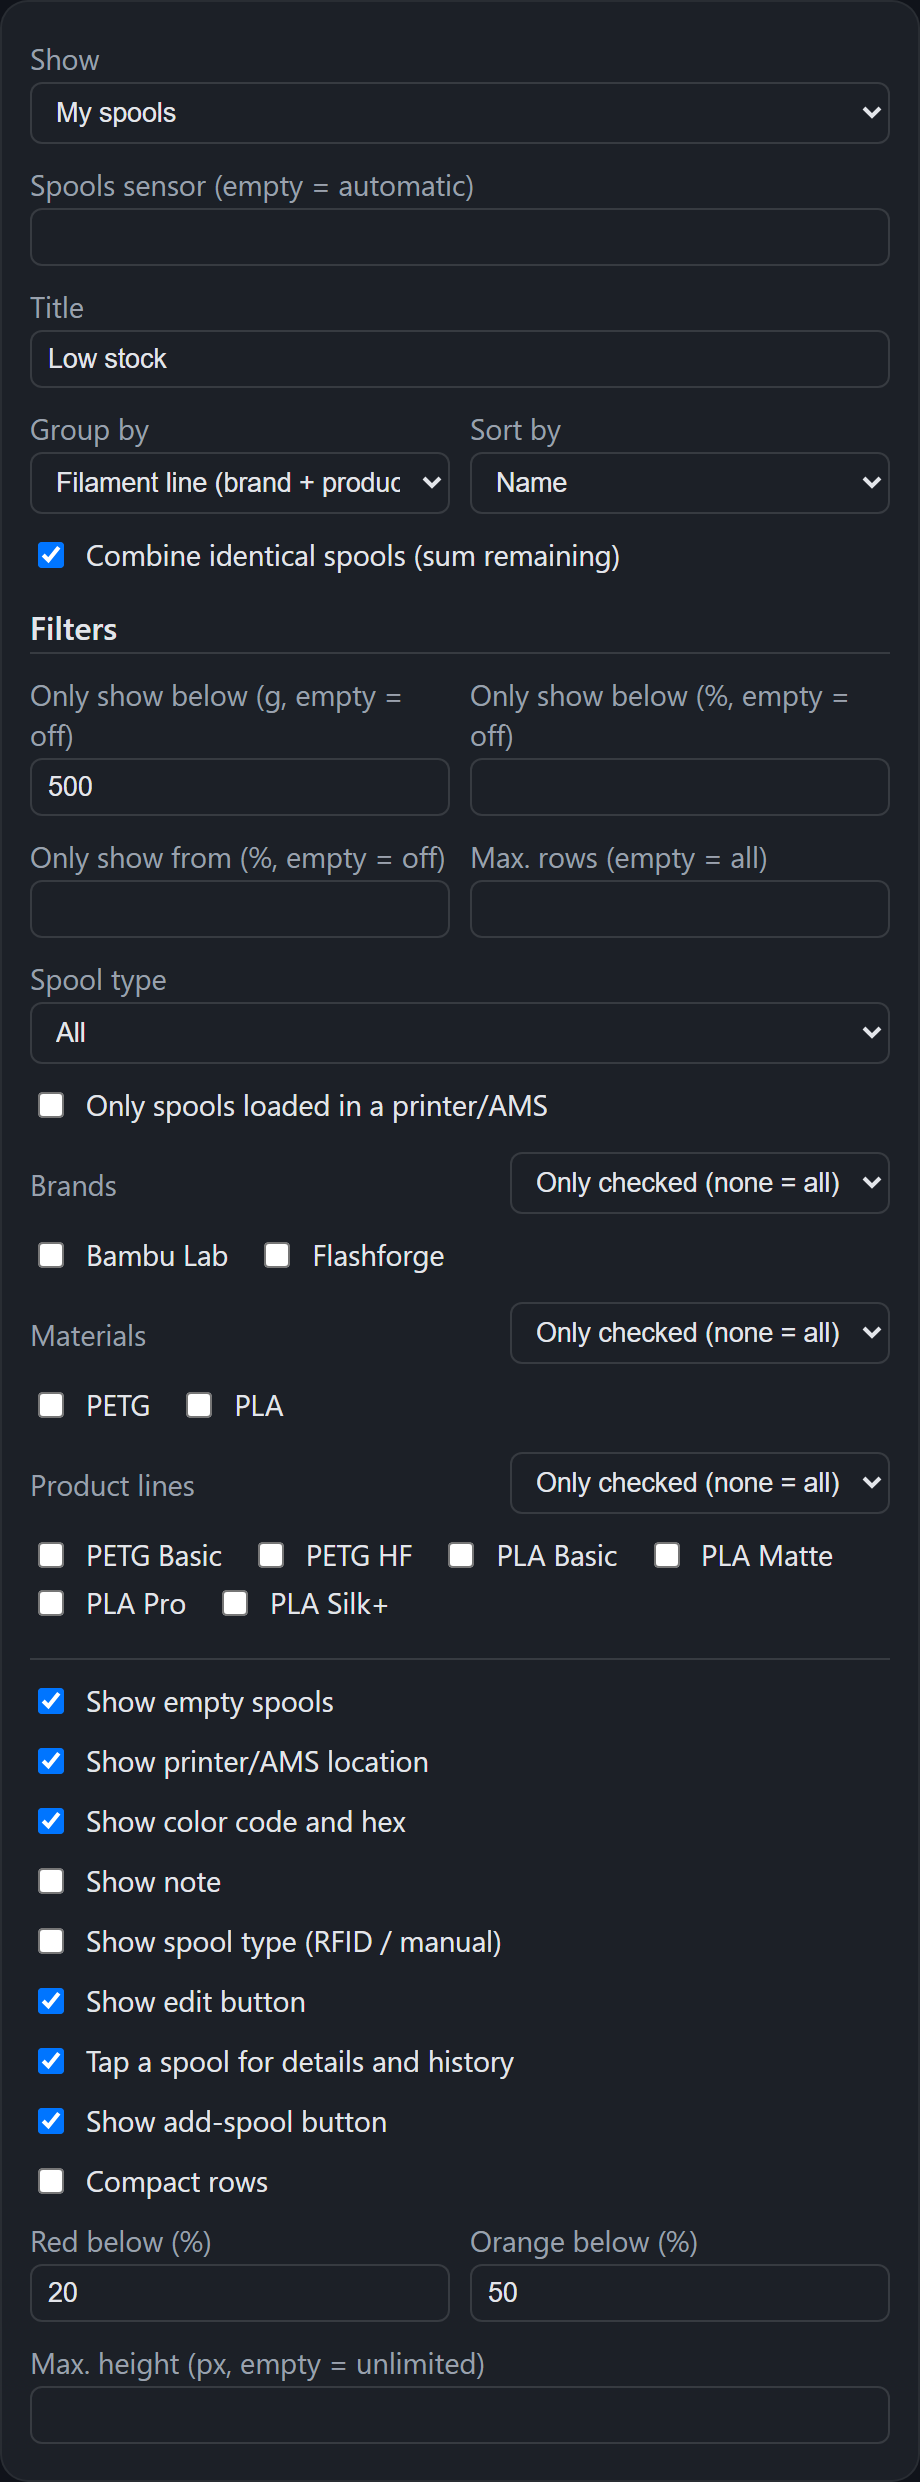 Show
My spools
Spools sensor (empty = automatic)
Title
Low stock
Group by
Sort by
Filament line (brand + produc
Name
Combine identical spools (sum remaining)
Filters
Only show below (g, empty =
off)
Only show below (%, empty =
off)
500
Only show from (%, empty = off)
Max. rows (empty = all)
Spool type
All
Only spools loaded in a printer/AMS
Brands
Only checked (none = all)
Bambu Lab
Flashforge
Materials
Only checked (none = all)
PETG
PLA
Product lines
Only checked (none = all)
PETG Basic
PETG HF
PLA Basic
PLA Matte
PLA Pro
PLA Silk+
Show empty spools
Show printer/AMS location
Show color code and hex
Show note
Show spool type (RFID / manual)
Show edit button
Tap a spool for details and history
Show add-spool button
Compact rows
Red below (%)
Orange below (%)
20
50
Max. height (px, empty = unlimited)